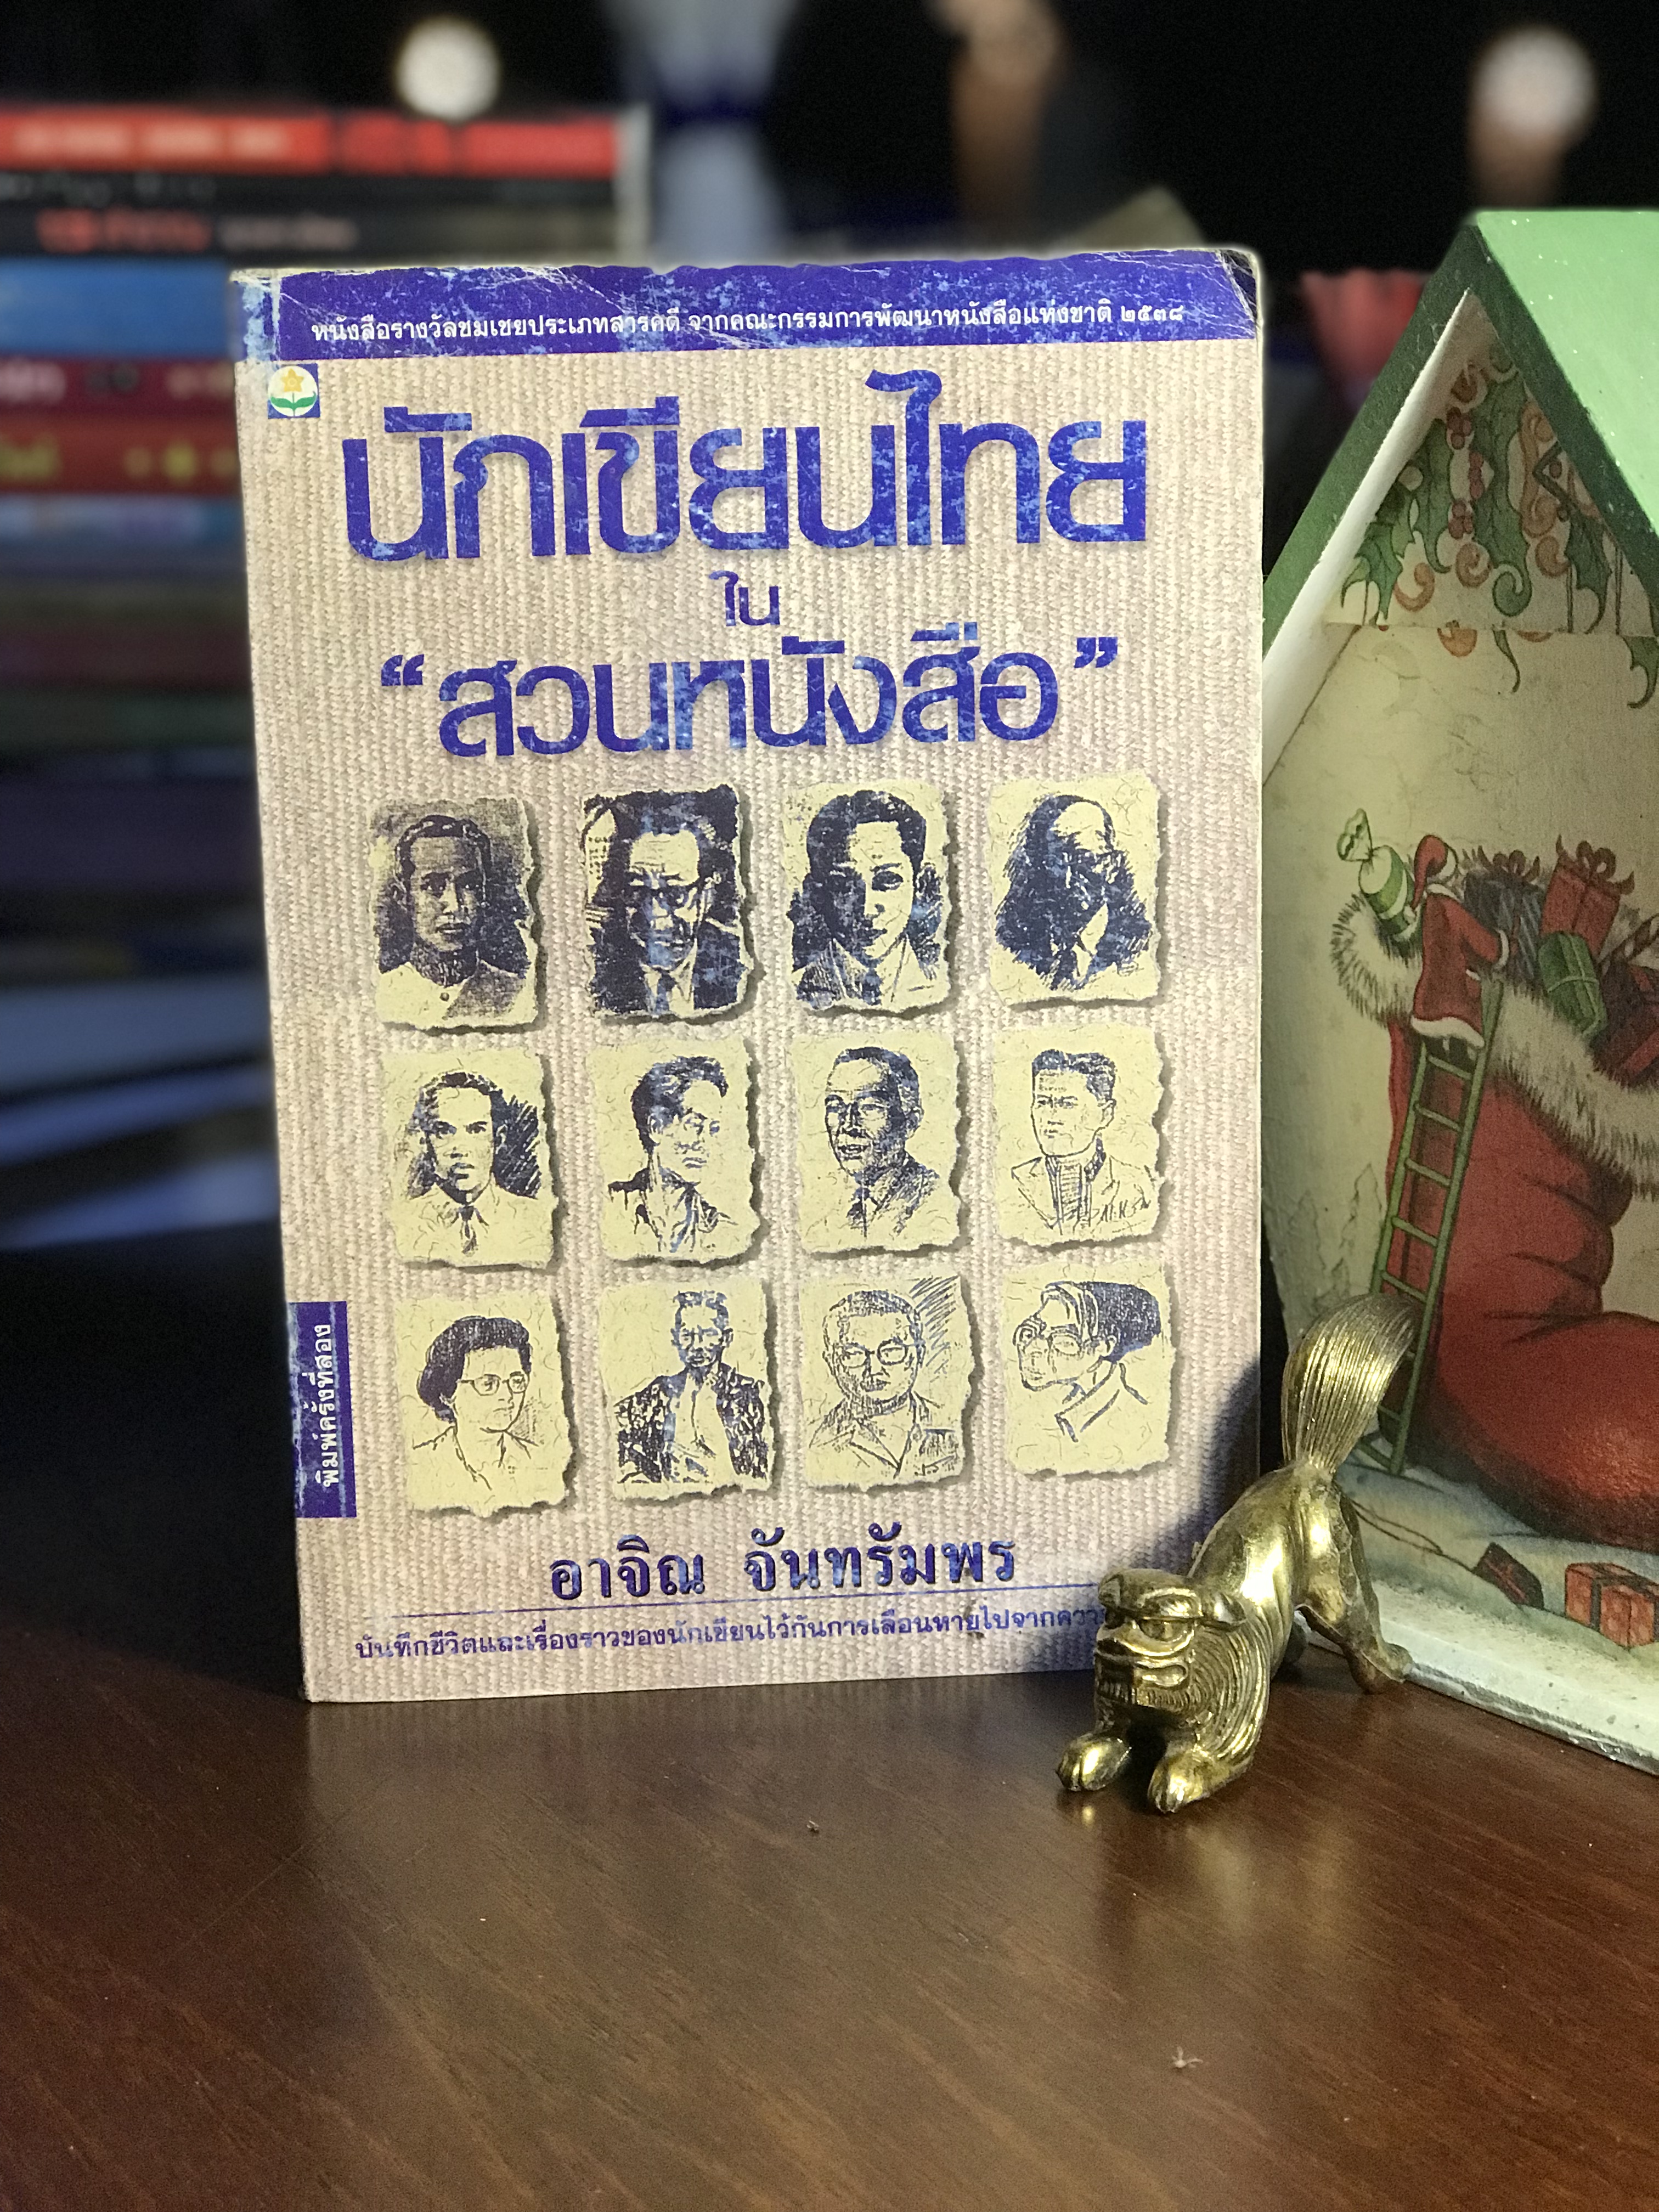 หนังสือรางวัลชมเชยประเภทสารคดี จากคณะกรรมการพัฒนาหนังสือแห่งชาติ ๒๕๓๘
นักเขียนไทย
ใน
“สวนหนังสือ”
พิมพ์ครั้งที่สอง
อาจิณ จันทรัมพร
บันทึกชีวิตและเรื่องราวของนักเขียนไว้กันการเลือนหายไปจาก